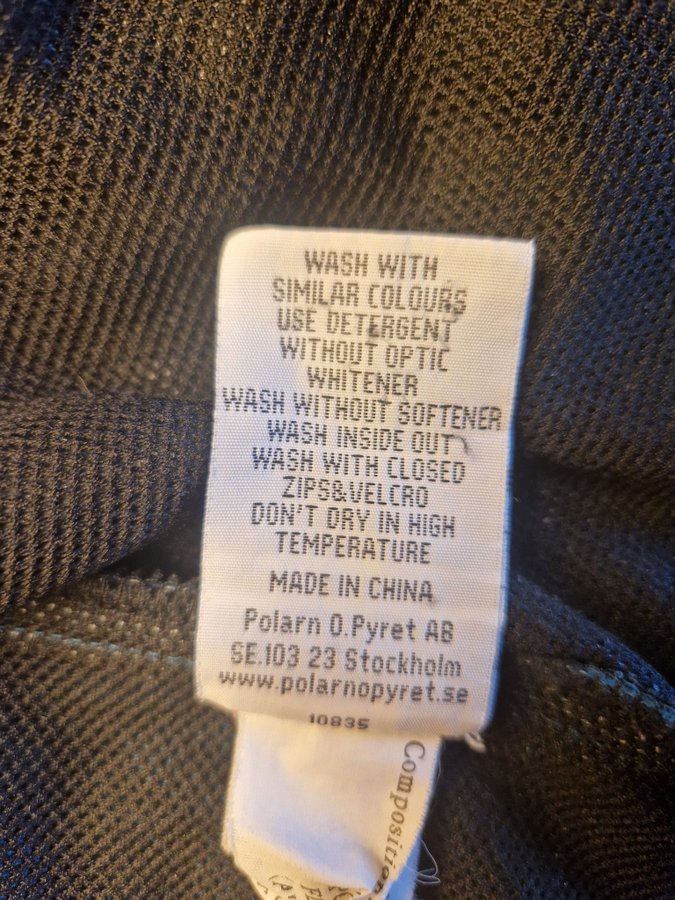 WASH WITH
SIMILAR COLOURS
USE DETERGENT
WITHOUT OPTIC
WHITENER
WASH WITHOUT SOFTENER
WASH INSIDE OUT
WASH WITH CLOSED
ZIPS&VELCRO
DON'T DRY IN HIGH
TEMPERATURE
MADE IN CHINA
Polarn O.Pyret AB
SE.103 23 Stockholm
www.polarnopyret.se
10835
Composition